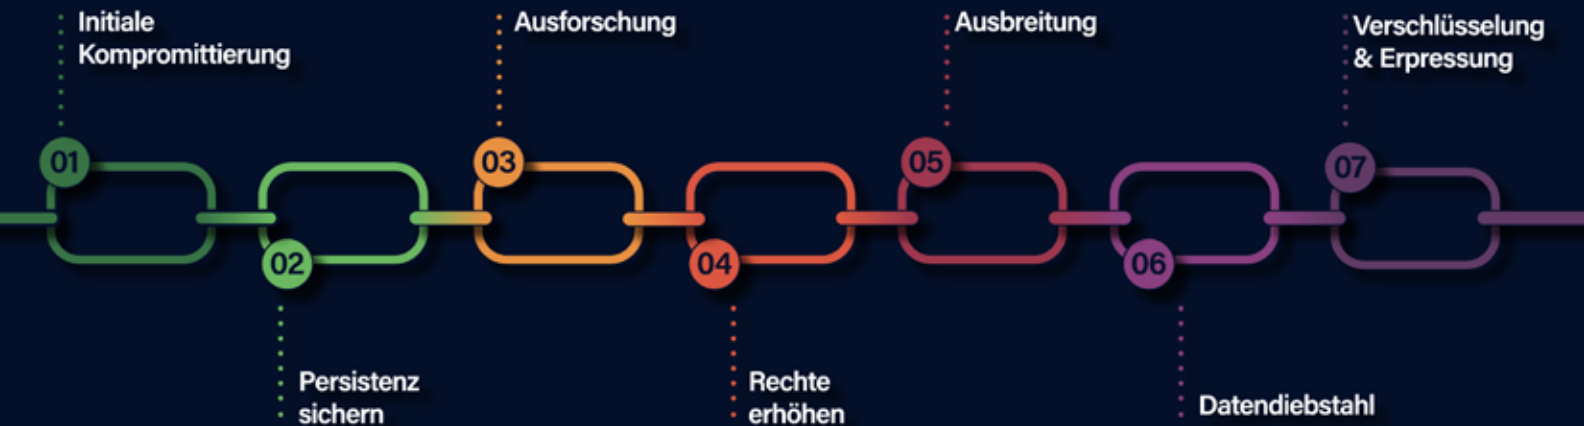 01
Initiale
Kompromittierung
02
Persistenz
sichern
03
Ausforschung
04
Rechte
erhöhen
05
Ausbreitung
06
Datendiebstahl
07
Verschlüsselung
& Erpressung